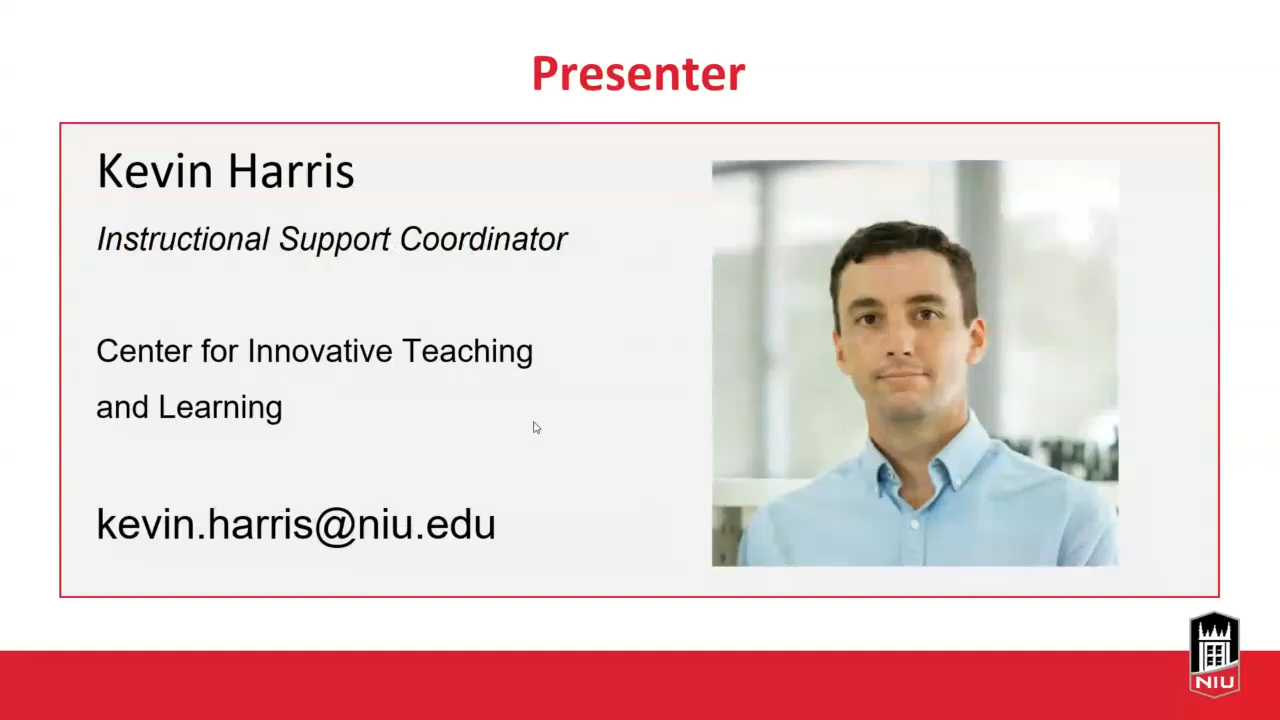 Presenter
Kevin Harris
Instructional Support Coordinator
Center for Innovative Teaching
and Learning
kevin.harris@niu.edu
NIU